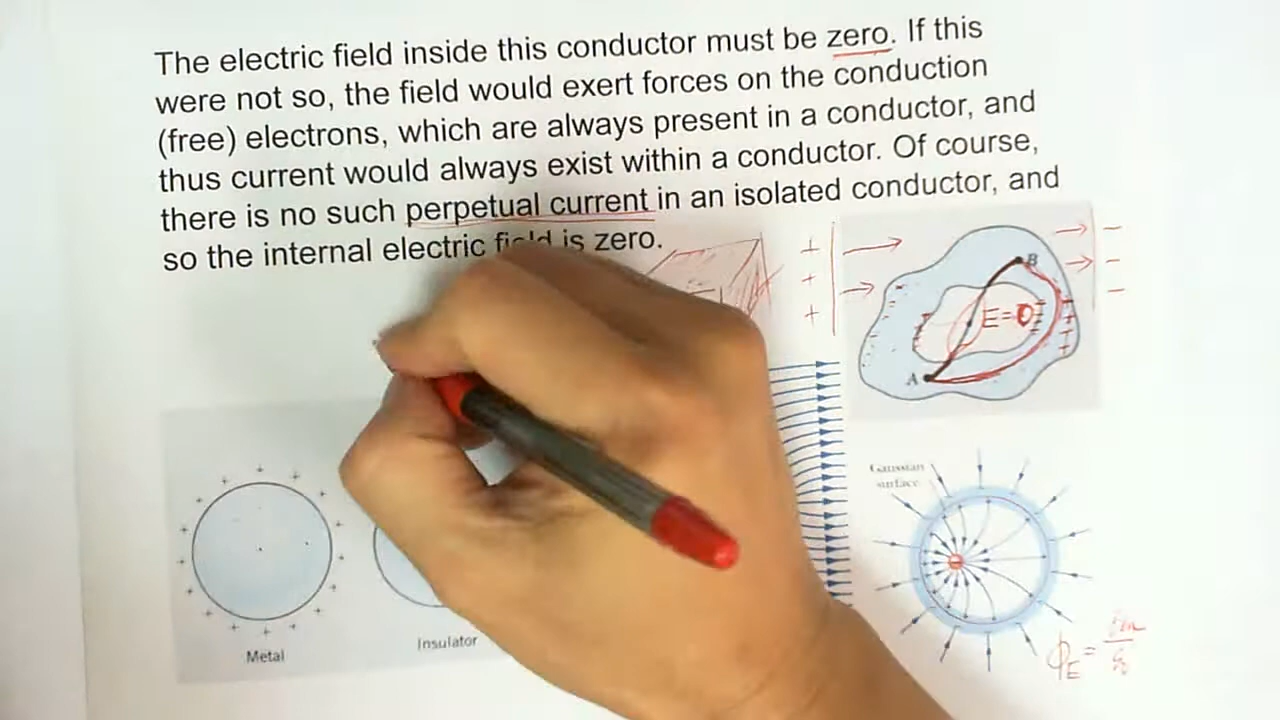 The electric field inside this conductor must be zero. If this
were not so, the field would exert forces on the conduction
(free) electrons, which are always present in a conductor, and
thus current would always exist within a conductor. Of course,
there is no such perpetual current in an isolated conductor, and
so the internal electric field is zero.
B
E=0
A
Gaussian
surface
Metal
Insulator